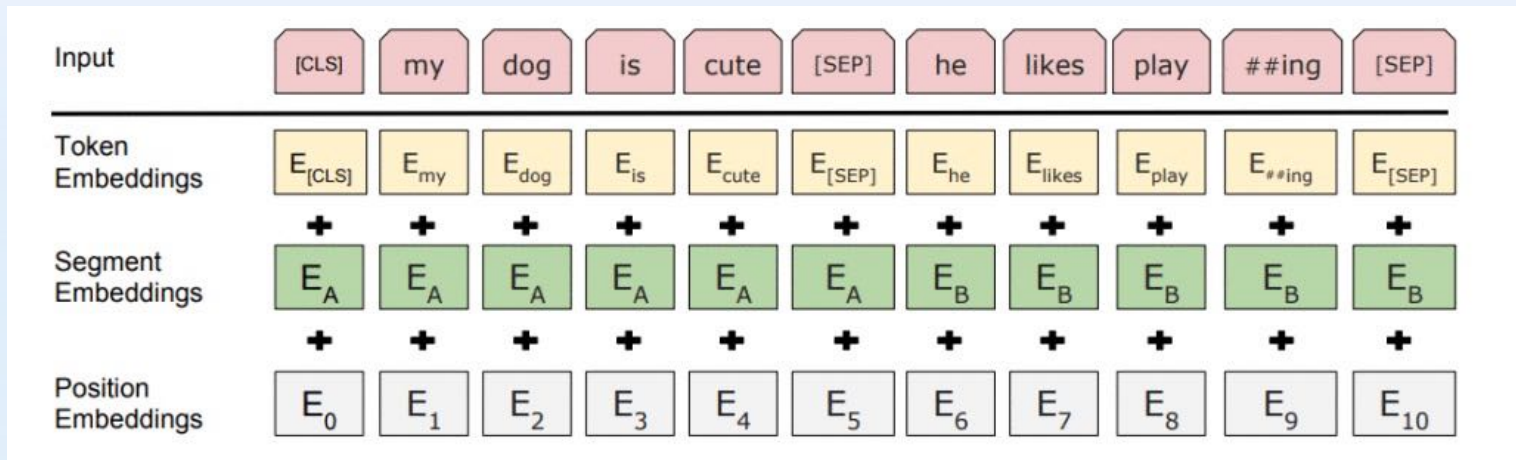 Input [CLS] my dog is cute [SEP] he likes play ##ing [SEP]
Token
Embeddings E[CLS] Emy Edog Eis Ecute E[SEP] Ehe Elikes Eplay E##ing E[SEP]
+ + + + + + + + + + +
Segment
Embeddings EA EA EA EA EA EA EB EB EB EB EB
+ + + + + + + + + + +
Position
Embeddings E0 E1 E2 E3 E4 E5 E6 E7 E8 E9 E10